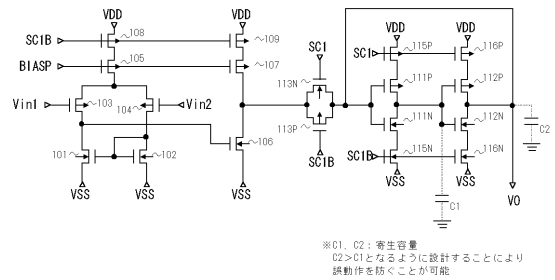 VDD
VDD
VDD
VDD
SC1B
108
109
SC1
SC1
115P
116P
BIASP
105
107
113N
111P
112P
Vin1
103
104
Vin2
113P
111N
112N
C2
101
102
106
SC1B
SC1B
115N
116N
VSS
VSS
VSS
VSS
VSS
C1
VO
※C1、C2：寄生容量
C2>C1となるように設計することにより
誤動作を防ぐことが可能